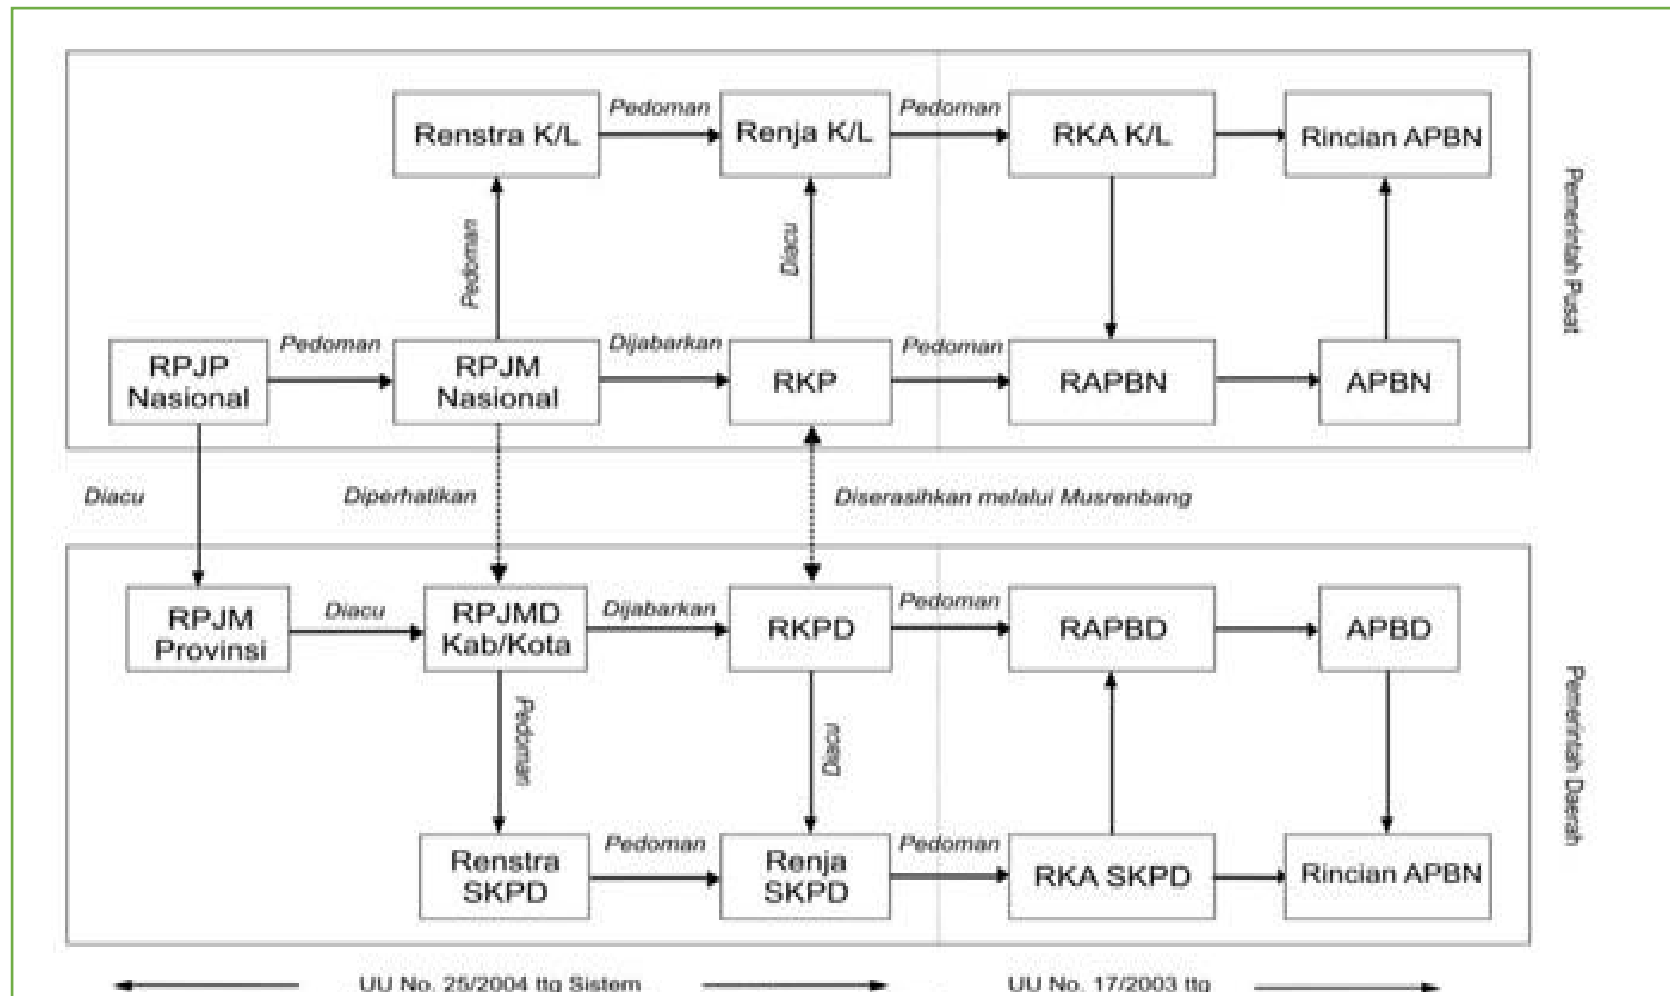 Pedoman
Pedoman
Renstra K/L
Renja K/L
RKA K/L
Rincian APBN
Pedoman
Diacu
Pemerintah Pusat
RPJP
Nasional
Pedoman
RPJM
Nasional
Dijabarkan
RKP
Pedoman
RAPBN
APBN
Diacu
Diperhatikan
Diserasihkan melalui Musrenbang
RPJM
Provinsi
Diacu
RPJMD
Kab/Kota
Dijabarkan
RKPD
Pedoman
RAPBD
APBD
Pedoman
Diacu
Pemerintah Daerah
Renstra
SKPD
Pedoman
Renja
SKPD
Pedoman
RKA SKPD
Rincian APBN
UU No. 25/2004 ttg Sistem
UU No. 17/2003 ttg